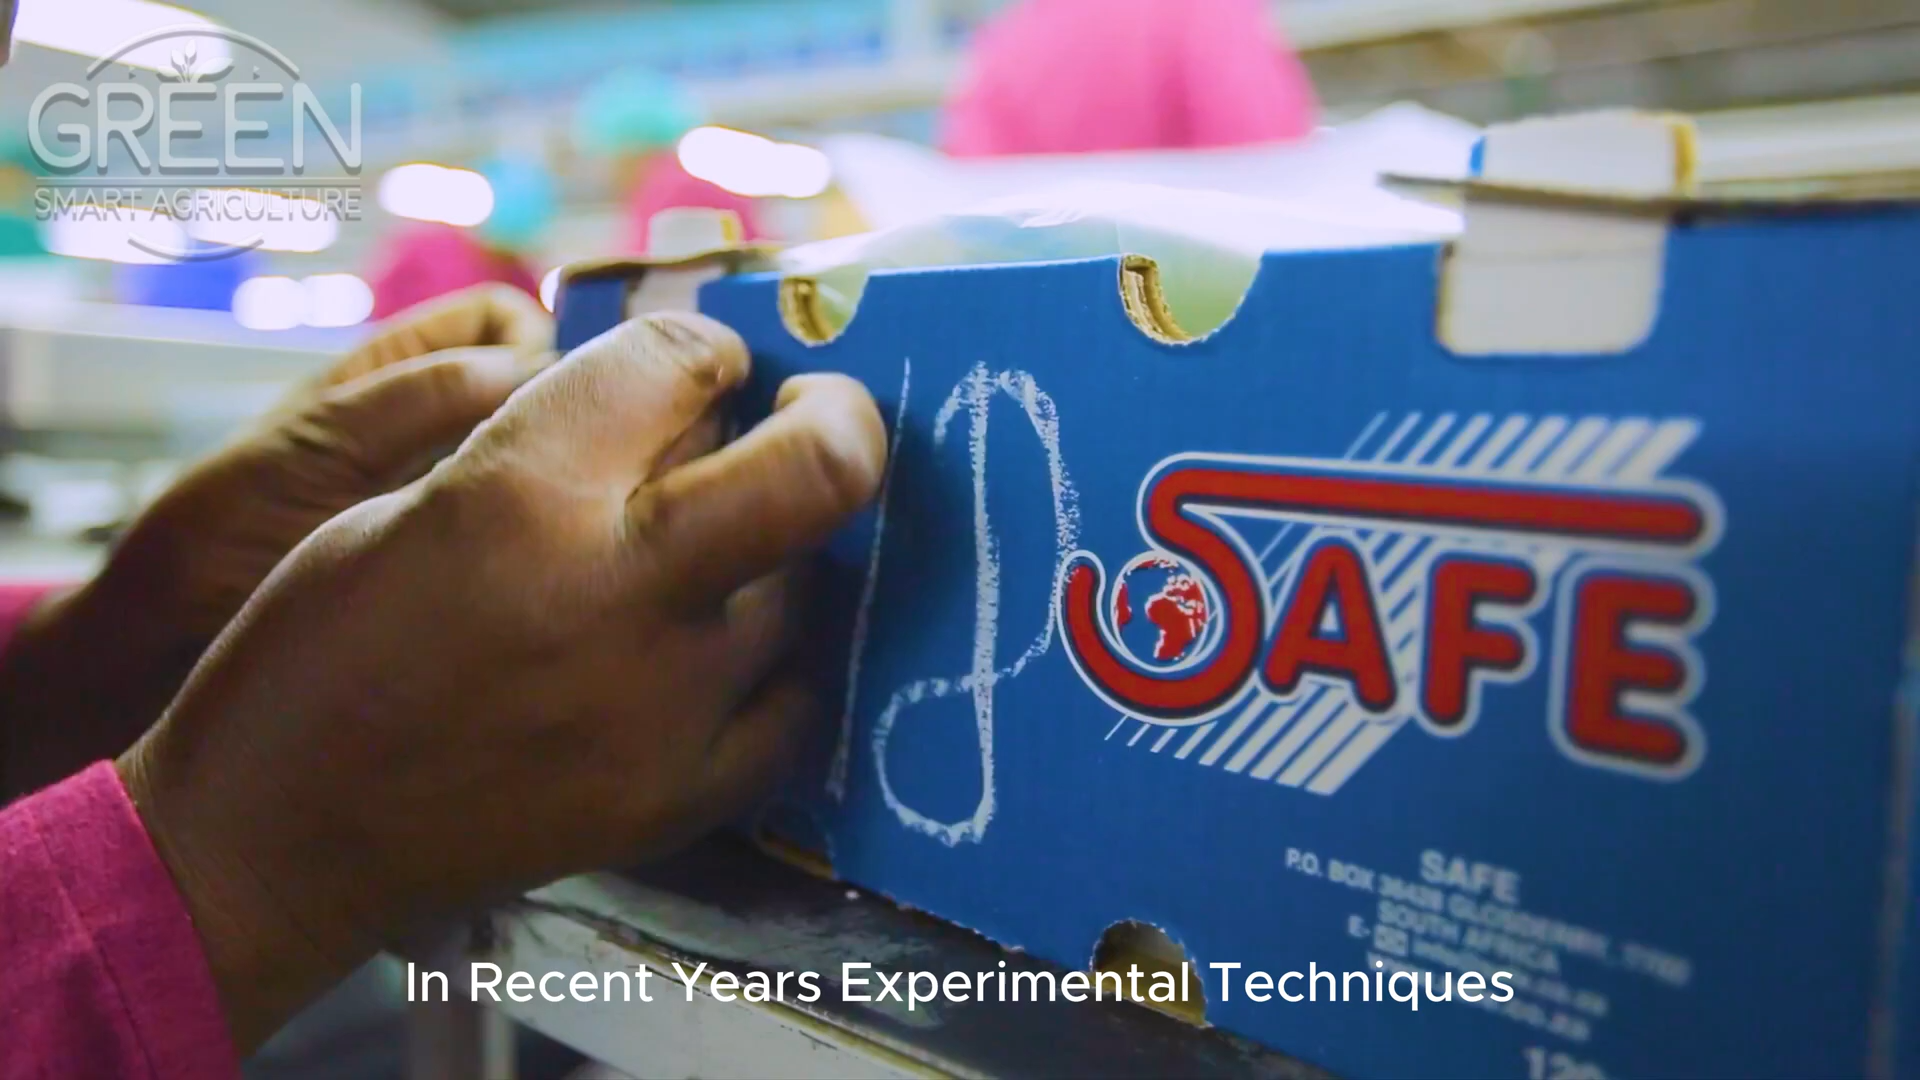 GREEN
SMART AGRICULTURE
SAFE
SAFE
P.O. BOX
SOUTH AFRICA
In Recent Years Experimental Techniques